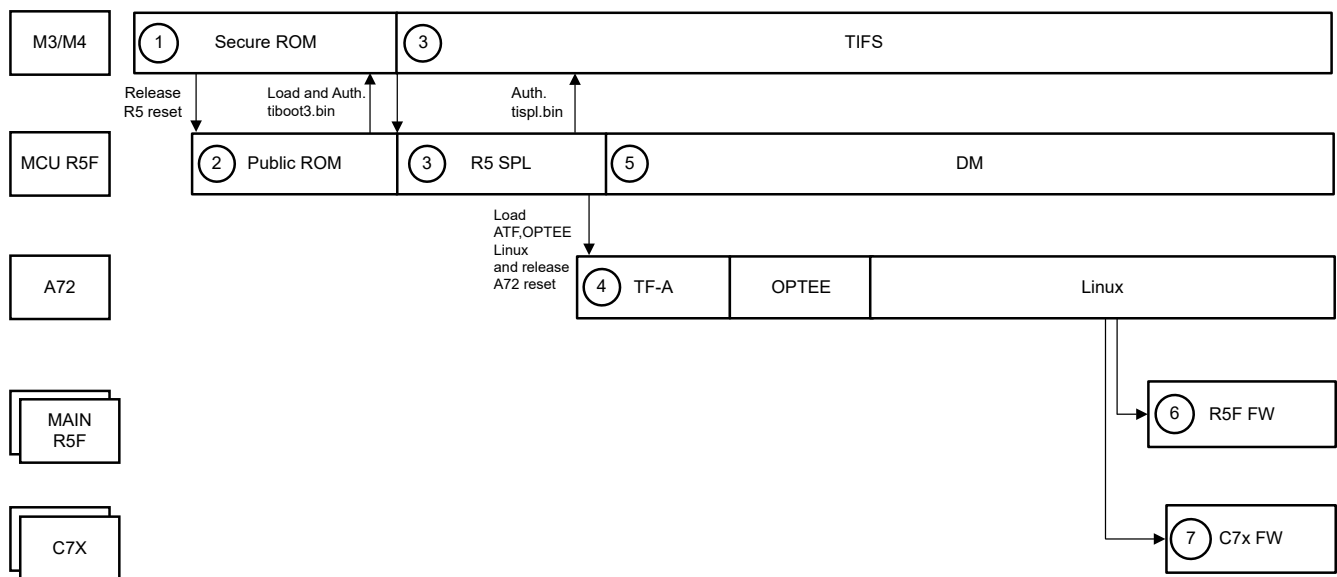 M3/M4
1
Secure ROM
3
TIFS
Release
R5 reset
Load and Auth.
tiboot3.bin
Auth.
tispl.bin
MCU R5F
2
Public ROM
3
R5 SPL
5
DM
Load
ATF,OPTEE
Linux
and release
A72 reset
A72
4
TF-A
OPTEE
Linux
MAIN
R5F
6
R5F FW
C7X
7
C7x FW